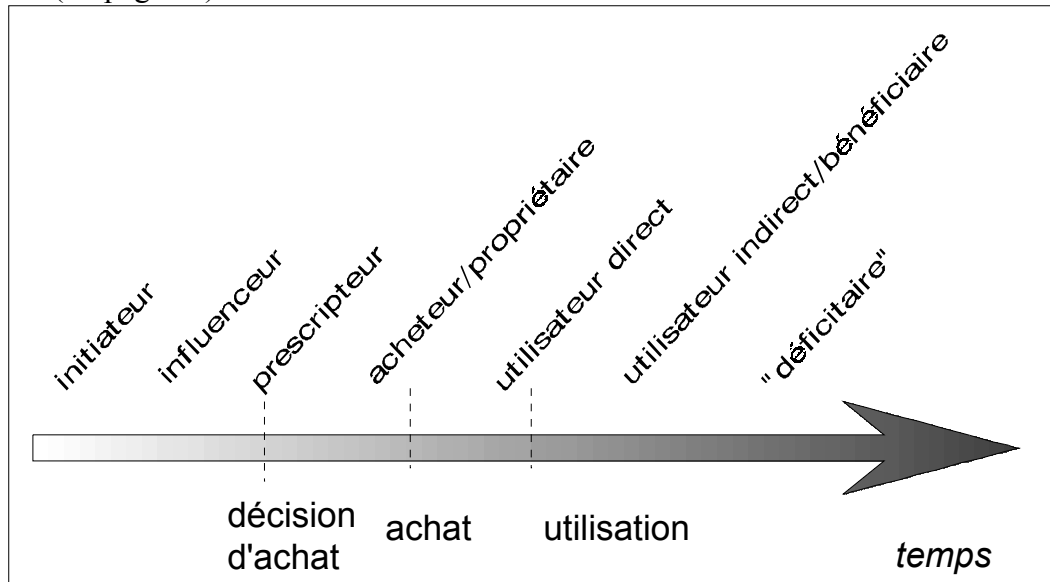 initiateur
influenceur
prescripteur
acheteur/propriétaire
utilisateur direct
utilisateur indirect/bénéficiaire
"déficitaire"
décision
d'achat
achat
utilisation
temps